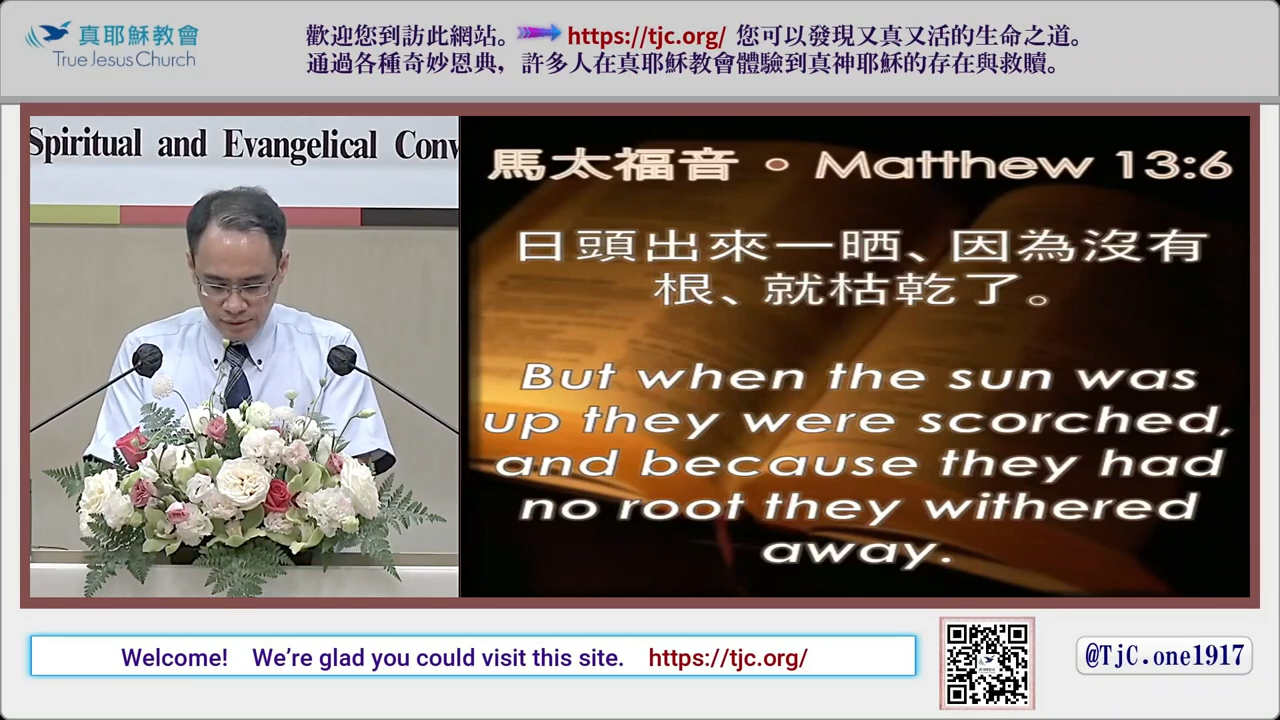 真耶穌教會
True Jesus Church
歡迎您到訪此網站。 https://tjc.org/ 您可以發現又真又活的生命之道。
通過各種奇妙恩典，許多人在真耶穌教會體驗到真神耶穌的存在與救贖。
Spiritual and Evangelical Conv
馬太福音 • Matthew 13:6
日頭出來一晒、因為沒有
根、就枯乾了。
But when the sun was
up they were scorched,
and because they had
no root they withered
away.
Welcome! We’re glad you could visit this site. https://tjc.org/
@TjC.one1917